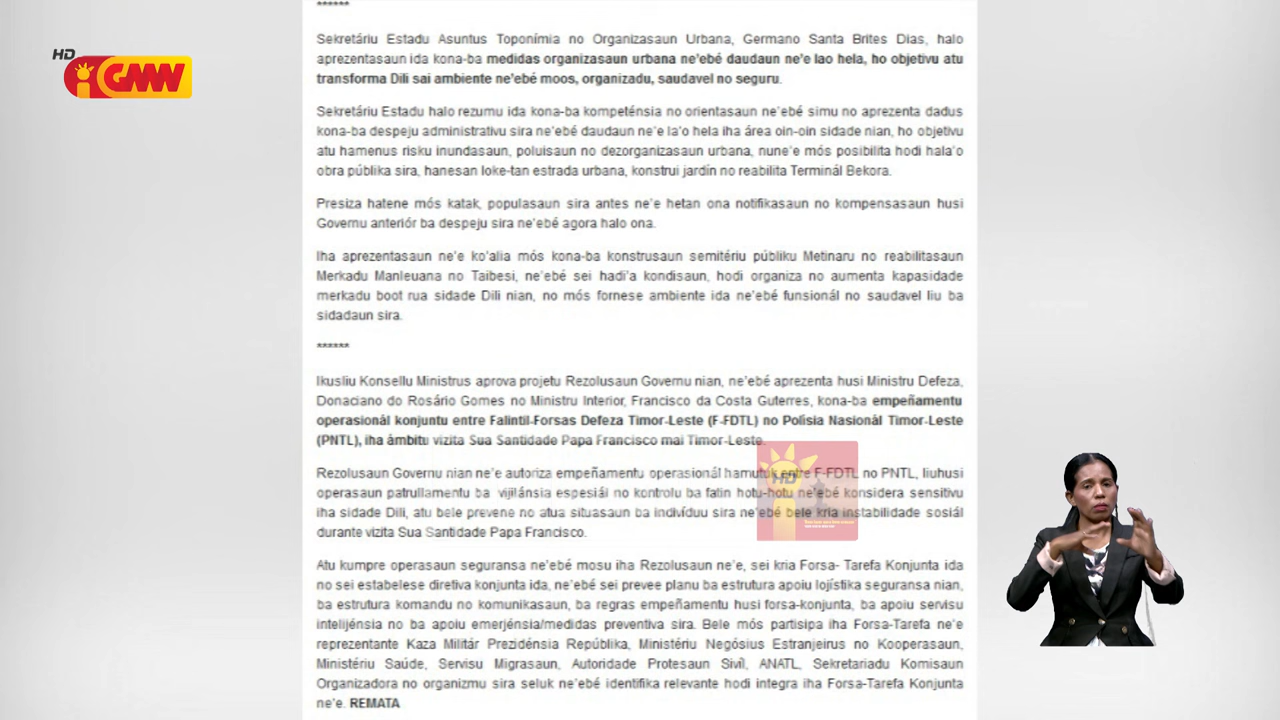 ******
HD
GMN
Sekretáriu Estadu Asuntus Toponímia no Organizasaun Urbana, Germano Santa Brites Dias, halo
aprezentasaun ida kona-ba medidas organizasaun urbana ne'ebé daudaun ne'e lao hela, ho objetivu atu
transforma Dili sai ambiente ne'ebé moos, organizadu, saudavel no seguru.
Sekretáriu Estadu halo rezumu ida kona-ba kompeténsia no orientasaun ne'ebé simu no aprezenta dadus
kona-ba despeju administrativu sira ne'ebé daudaun ne'e la'o hela iha área oin-oin sidade nian, ho objetivu
atu hamenus risku inundasaun, poluisaun no dezorganizasaun urbana, nune'e mós posibilita hodi hala'o
obra públika sira, hanesan loke-tan estrada urbana, konstrui jardín no reabilita Terminál Bekora.
Presiza hatene mós katak, populasaun sira antes ne'e hetan ona notifikasaun no kompensasaun husi
Governu anteriór ba despeju sira ne'ebé agora halo ona.
Iha aprezentasaun ne'e ko'alia mós kona-ba konstrusaun semitériu públiku Metinaru no reabilitasaun
Merkadu Manleuana no Taibesi, ne'ebé sei hadi'a kondisaun, hodi organiza no aumenta kapasidade
merkadu boot rua sidade Dili nian, no mós fornese ambiente ida ne'ebé funsionál no saudavel liu ba
sidadaun sira.
******
Ikusliu Konsellu Ministrus aprova projetu Rezolusaun Governu nian, ne'ebé aprezenta husi Ministru Defeza,
Donaciano do Rosário Gomes no Ministru Interior, Francisco da Costa Guterres, kona-ba empeñamentu
operasionál konjuntu entre Falintil-Forsas Defeza Timor-Leste (F-FDTL) no Polísia Nasionál Timor-Leste
(PNTL), iha ámbitu vizita Sua Santidade Papa Francisco mai Timor-Leste.
Rezolusaun Governu nian ne'e autoriza empeñamentu operasionál hamutuk entre F-FDTL no PNTL, liuhusi
operasaun patrullamentu ba vijilánsia espesiál no kontrolu ba fatin hotu-hotu ne'ebé konsidera sensitivu
iha sidade Dili, atu bele prevene no atua situasaun ba indivíduu sira ne'ebé bele kria instabilidade sosiál
durante vizita Sua Santidade Papa Francisco.
HD
Atu kumpre operasaun seguransa ne'ebé mosu iha Rezolusaun ne'e, sei kria Forsa- Tarefa Konjunta ida
no sei estabelese diretiva konjunta ida, ne'ebé sei prevee planu ba estrutura apoiu lojístika seguransa nian,
ba estrutura komandu no komunikasaun, ba regras empeñamentu husi forsa-konjunta, ba apoiu servisu
intelijénsia no ba apoiu emerjénsia/medidas preventiva sira. Bele mós partisipa iha Forsa-Tarefa ne'e
reprezentante Kaza Militár Prezidénsia Repúblika, Ministériu Negósius Estranjeirus no Kooperasaun,
Ministériu Saúde, Servisu Migrasaun, Autoridade Protesaun Sivíl, ANATL, Sekretariadu Komisaun
Organizadora no organizmu sira seluk ne'ebé identifika relevante hodi integra iha Forsa-Tarefa Konjunta
ne'e. REMATA